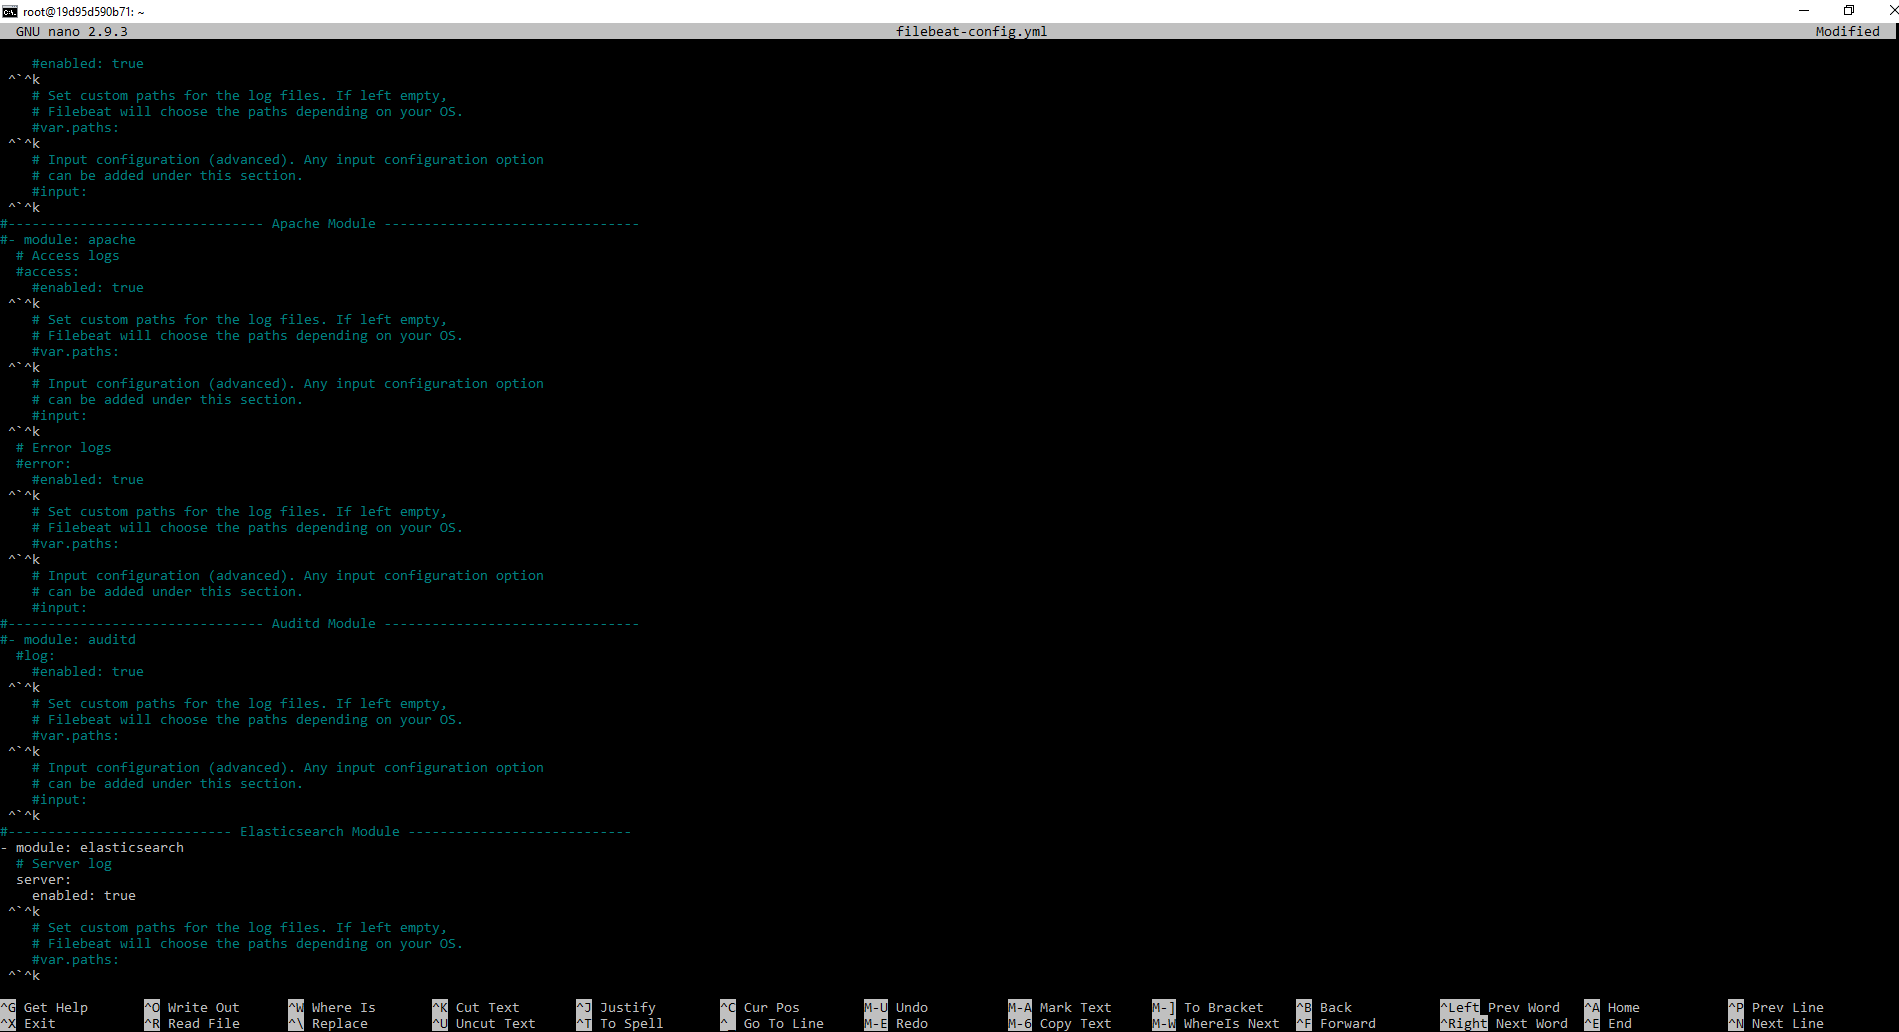 root@19d95d590b71: ~
GNU nano 2.9.3 filebeat-config.yml Modified
#enabled: true
^`^k
# Set custom paths for the log files. If left empty,
# Filebeat will choose the paths depending on your OS.
#var.paths:
^`^k
# Input configuration (advanced). Any input configuration option
# can be added under this section.
#input:
^`^k
#-------------------------------- Apache Module --------------------------------
#- module: apache
# Access logs
#access:
#enabled: true
^`^k
# Set custom paths for the log files. If left empty,
# Filebeat will choose the paths depending on your OS.
#var.paths:
^`^k
# Input configuration (advanced). Any input configuration option
# can be added under this section.
#input:
^`^k
# Error logs
#error:
#enabled: true
^`^k
# Set custom paths for the log files. If left empty,
# Filebeat will choose the paths depending on your OS.
#var.paths:
^`^k
# Input configuration (advanced). Any input configuration option
# can be added under this section.
#input:
#-------------------------------- Auditd Module --------------------------------
#- module: auditd
#log:
#enabled: true
^`^k
# Set custom paths for the log files. If left empty,
# Filebeat will choose the paths depending on your OS.
#var.paths:
^`^k
# Input configuration (advanced). Any input configuration option
# can be added under this section.
#input:
^`^k
#---------------------------- Elasticsearch Module ----------------------------
- module: elasticsearch
# Server log
server:
enabled: true
^`^k
# Set custom paths for the log files. If left empty,
# Filebeat will choose the paths depending on your OS.
#var.paths:
^`^k
^G Get Help ^O Write Out ^W Where Is ^K Cut Text ^J Justify ^C Cur Pos M-U Undo M-A Mark Text M-] To Bracket ^B Back ^Left Prev Word ^A Home ^P Prev Line
^X Exit ^R Read File ^\ Replace ^U Uncut Text ^T To Spell ^_ Go To Line M-E Redo M-6 Copy Text M-W WhereIs Next ^F Forward ^Right Next Word ^E End ^N Next Line